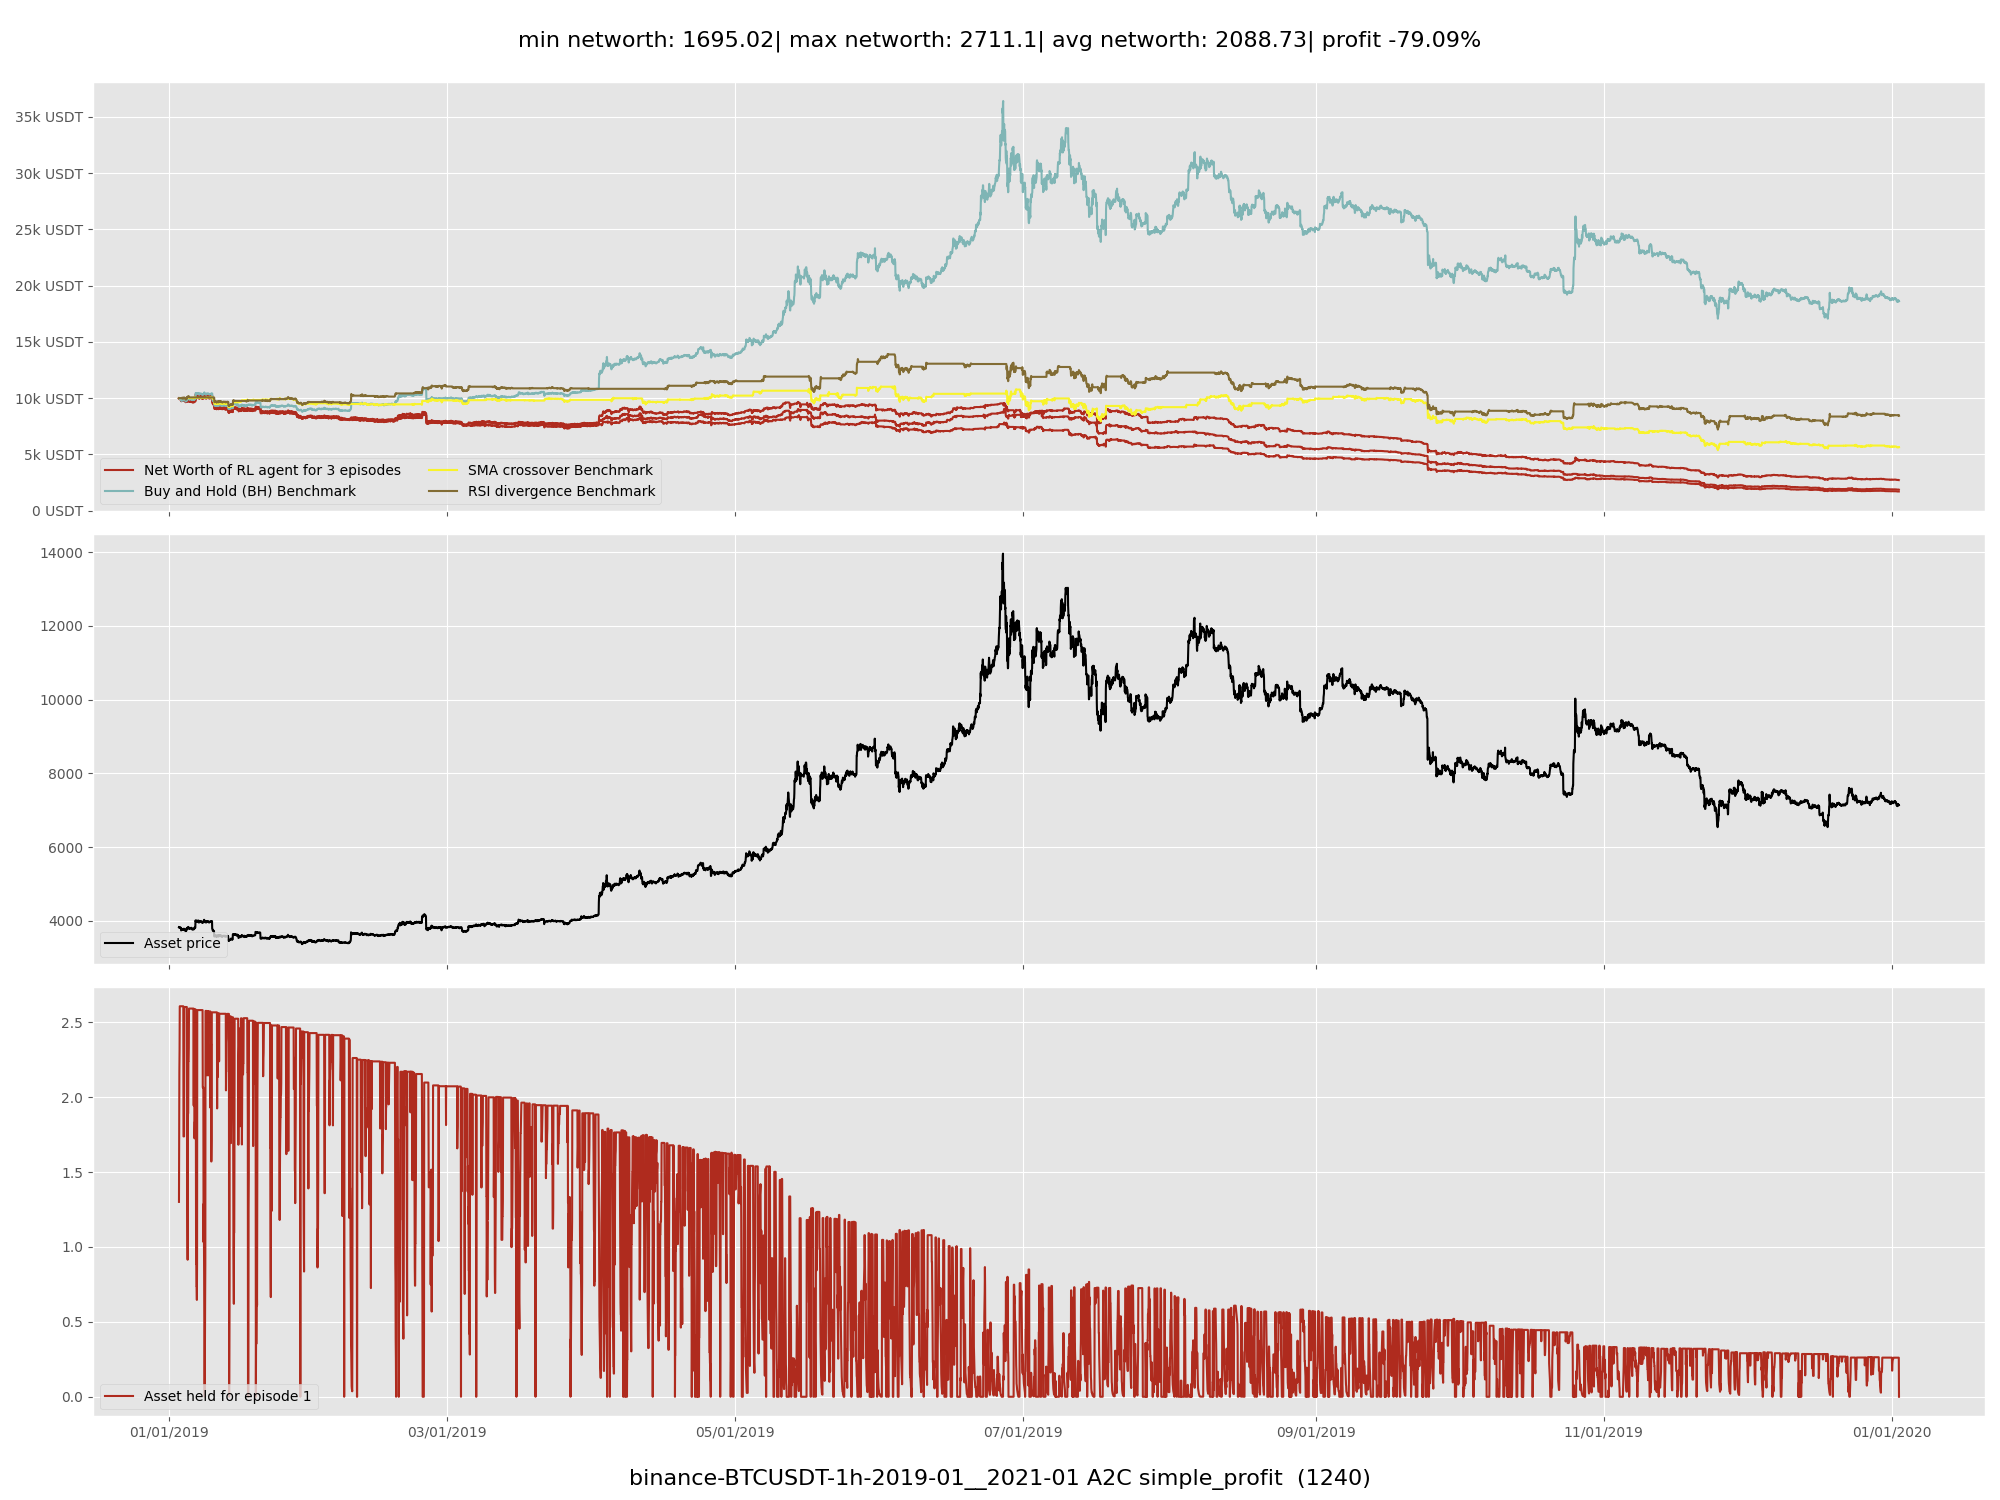 min networth: 1695.02| max networth: 2711.1| avg networth: 2088.73| profit -79.09%
35k USDT
30k USDT
25k USDT
20k USDT
15k USDT
10k USDT
5k USDT
0 USDT
Net Worth of RL agent for 3 episodes
Buy and Hold (BH) Benchmark
SMA crossover Benchmark
RSI divergence Benchmark
14000
12000
10000
8000
6000
4000
Asset price
2.5
2.0
1.5
1.0
0.5
0.0
Asset held for episode 1
01/01/2019 03/01/2019 05/01/2019 07/01/2019 09/01/2019 11/01/2019 01/01/2020
binance-BTCUSDT-1h-2019-01__2021-01 A2C simple_profit  (1240)